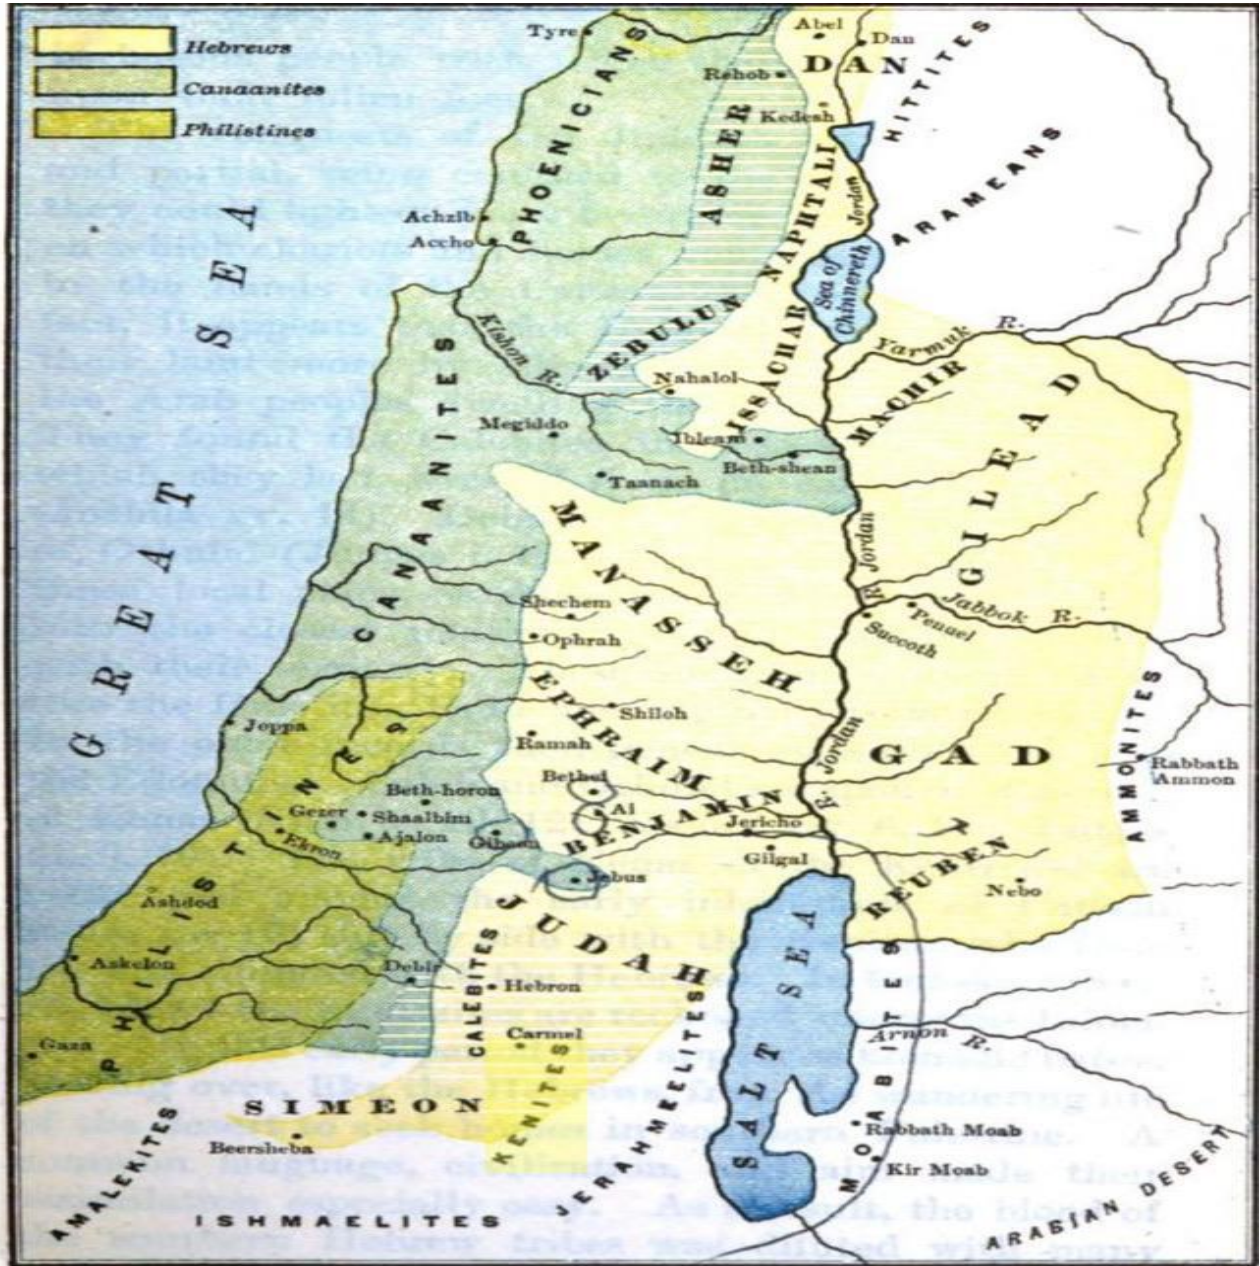 Hebrews
Canaanites
Philistines
GREAT SEA
Tyre
PHOENICIANS
Abel
Dan
DAN
Rehob
Kedesh
HITTITES
ARAMEANS
ASHER
NAPHTALI
Jordan
Achzib
Accho
Sea of
Chinnereth
ZEBULUN
Kishon R.
ISSACHAR
Yarmuk R.
Nahalol
MACHIR
GILEAD
Megiddo
Ibleam
Beth-shean
Taanach
CANAANITES
MANASSEH
R. Jordan
Shechem
Ophrah
Jabbok R.
Penuel
Succoth
EPHRAIM
Shiloh
Joppa
Ramah
R. Jordan
GAD
AMMONITES
Rabbath
Ammon
Bethel
Beth-horon
Ai
Gezer
Shaalbim
Ajalon
Gibeon
BENJAMIN
Jericho
Ekron
Gilgal
REUBEN
Nebo
Jebus
Ashdod
PHILISTINES
JUDAH
SALT SEA
Askelon
Debir
CALEBITES
Hebron
Gaza
Carmel
Arnon R.
MOABITES
SIMEON
KENITES
JERAHMEELITES
Beersheba
Rabbath Moab
Kir Moab
AMALEKITES
ISHMAELITES
ARABIAN DESERT